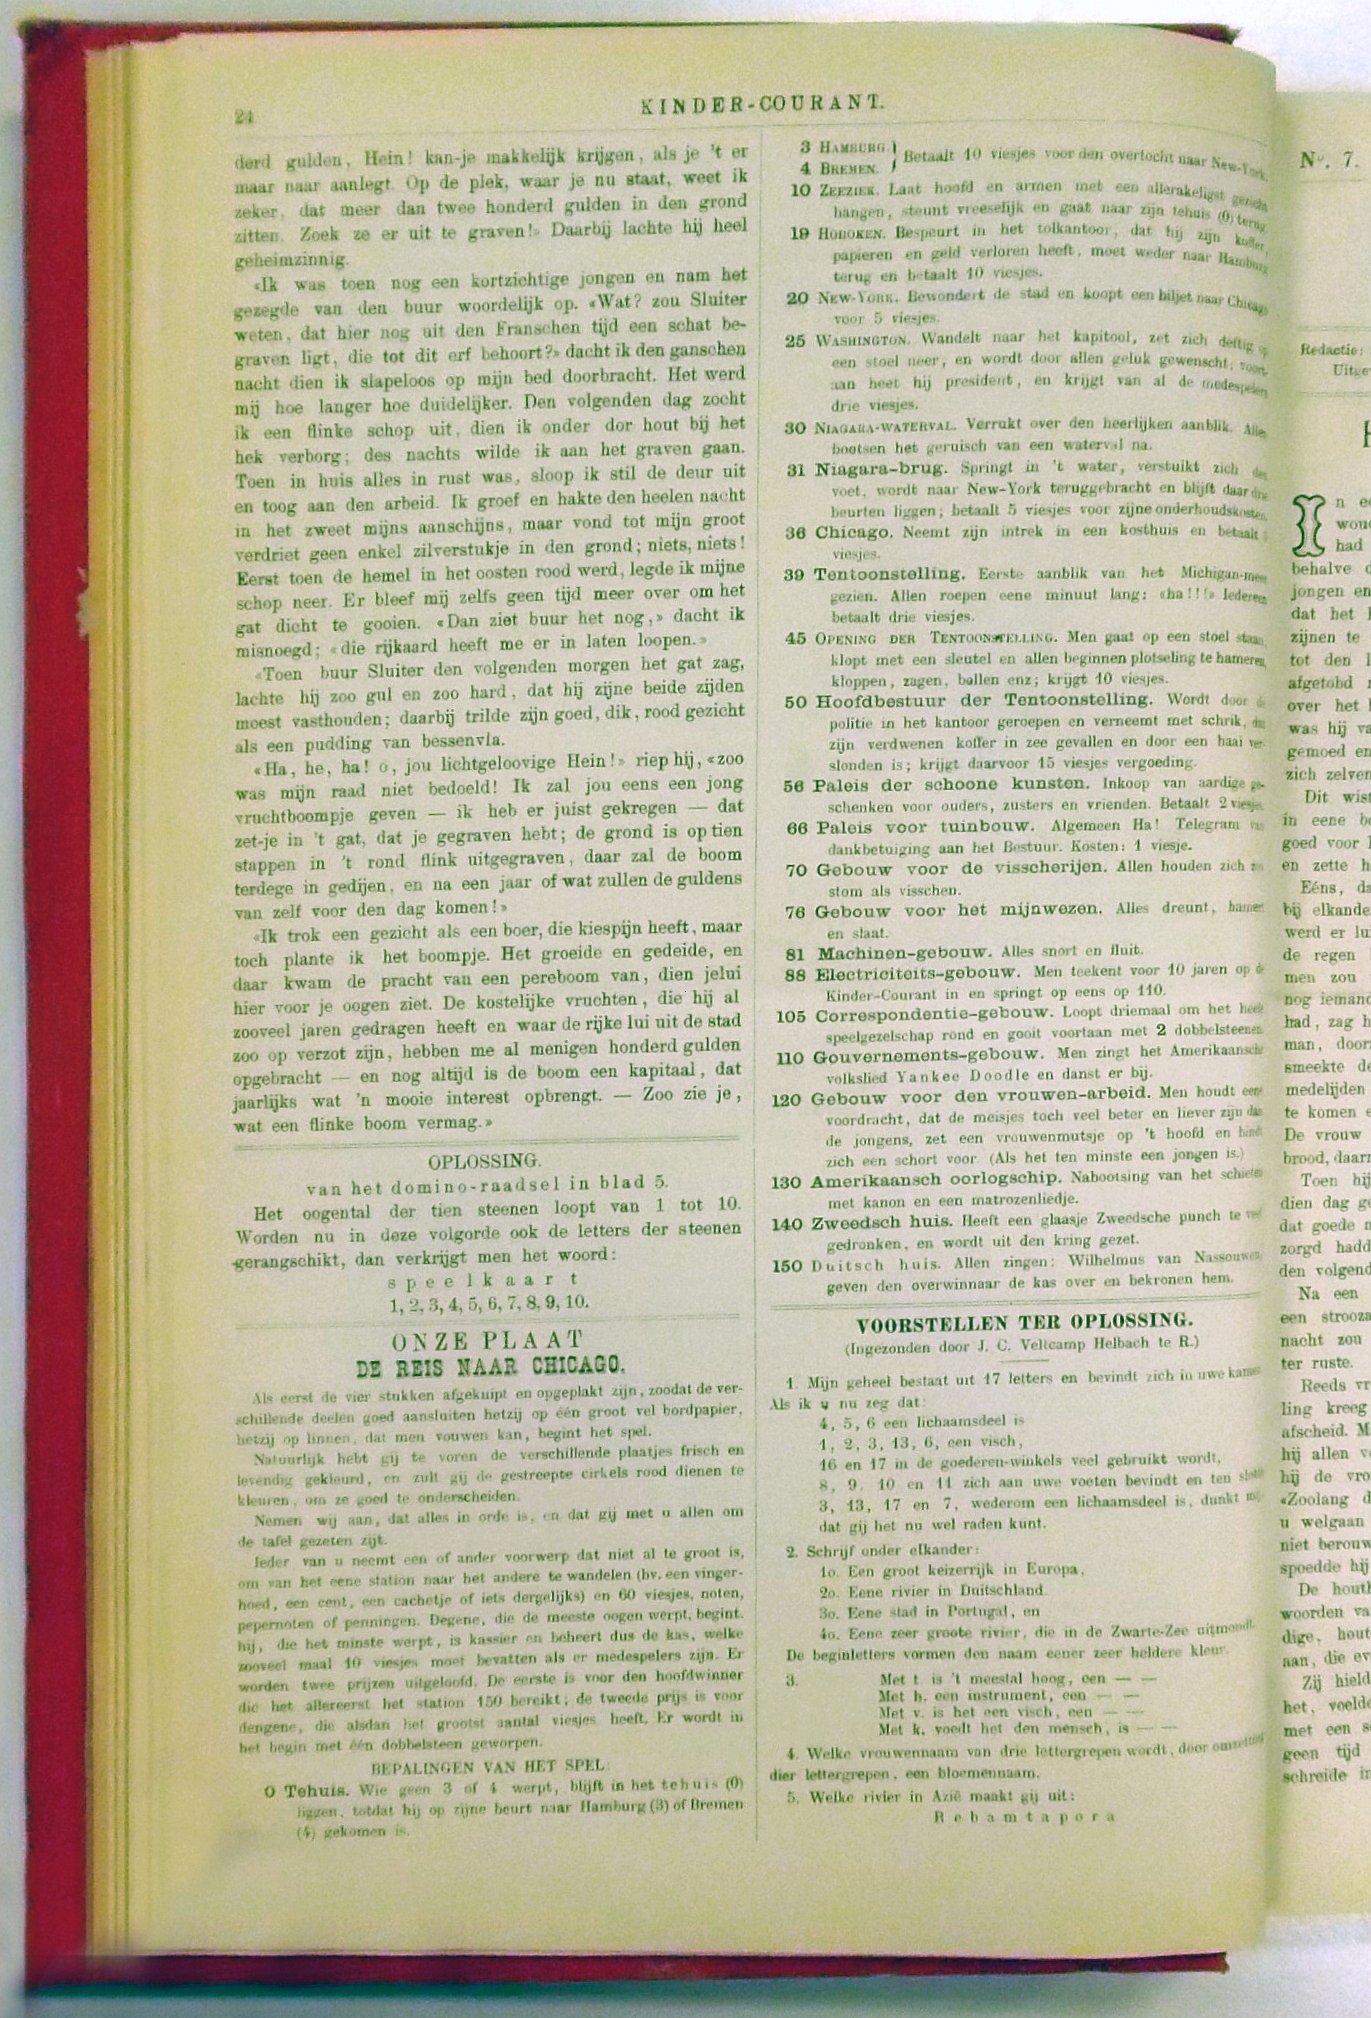 24
KINDER-COURANT.
derd gulden, Hein! kan-je makkelijk krijgen, als je 't er
maar naar aanlegt. Op de plek, waar je nu staat, weet ik
zeker, dat meer dan twee honderd gulden in den grond
zitten. Zoek ze er uit te graven!» Daarbij lachte hij heel
geheimzinnig.
«Ik was toen nog een kortzichtige jongen en nam het
gezegde van den buur woordelijk op. «Wat? zou Sluiter
weten, dat hier nog uit den Franschen tijd een schat be-
graven ligt, die tot dit erf behoort?» dacht ik den ganschen
nacht dien ik slapeloos op mijn bed doorbracht. Het werd
mij hoe langer hoe duidelijker. Den volgenden dag zocht
ik een flinke schop uit, dien ik onder dor hout bij het
hek verborg; des nachts wilde ik aan het graven gaan.
Toen in huis alles in rust was, sloop ik stil de deur uit
en toog aan den arbeid. Ik groef en hakte den heelen nacht
in het zweet mijns aanschijns, maar vond tot mijn groot
verdriet geen enkel zilverstukje in den grond; niets, niets!
Eerst toen de hemel in het oosten rood werd, legde ik mijne
schop neer. Er bleef mij zelfs geen tijd meer over om het
gat dicht te gooien. «Dan ziet buur het nog,» dacht ik
misnoegd; «die rijkaard heeft me er in laten loopen.»
«Toen buur Sluiter den volgenden morgen het gat zag,
lachte hij zoo gul en zoo hard, dat hij zijne beide zijden
moest vasthouden; daarbij trilde zijn goed, dik, rood gezicht
als een pudding van bessenvla.
«Ha, he, ha! o, jou lichtgeloovige Hein!» riep hij, «zoo
was mijn raad niet bedoeld! Ik zal jou eens een jong
vruchtboompje geven — ik heb er juist gekregen — dat
zet-je in 't gat, dat je gegraven hebt; de grond is op tien
stappen in 't rond flink uitgegraven, daar zal de boom
terdege in gedijen, en na een jaar of wat zullen de guldens
van zelf voor den dag komen!»
«Ik trok een gezicht als een boer, die kiespijn heeft, maar
toch plante ik het boompje. Het groeide en gedeide, en
daar kwam de pracht van een pereboom van, dien jelui
hier voor je oogen ziet. De kostelijke vruchten, die hij al
zooveel jaren gedragen heeft en waar de rijke lui uit de stad
zoo op verzot zijn, hebben me al menigen honderd gulden
opgebracht — en nog altijd is de boom een kapitaal, dat
jaarlijks wat 'n mooie interest opbrengt. — Zoo zie je,
wat een flinke boom vermag.»
OPLOSSING.
van het domino-raadsel in blad 5.
Het oogental der tien steenen loopt van 1 tot 10.
Worden nu in deze volgorde ook de letters der steenen
gerangschikt, dan verkrijgt men het woord:
speelkaart
1, 2, 3, 4, 5, 6, 7, 8, 9, 10.
ONZE PLAAT
DE REIS NAAR CHICAGO.
Als eerst de vier stukken afgeknipt en opgeplakt zijn, zoodat de ver-
schillende deelen goed aansluiten hetzij op één groot vel bordpapier,
hetzij op linnen, dat men vouwen kan, begint het spel.
Natuurlijk hebt gij te voren de verschillende plaatjes frisch en
levendig gekleurd, en zult gij de gestreepte cirkels rood dienen te
kleuren, om ze goed te onderscheiden.
Nemen wij aan, dat alles in orde is, en dat gij met u allen om
de tafel gezeten zijt.
Ieder van u neemt een of ander voorwerp dat niet al te groot is,
om van het eene station naar het andere te wandelen (bv. een vinger-
hoed, een cent, een cachetje of iets dergelijks) en 60 viesjes, noten,
pepernoten of penningen. Degene, die de meeste oogen werpt, begint.
hij, die het minste werpt, is kassier en beheert dus de kas, welke
zooveel maal 10 viesjes moet bevatten als er medespelers zijn. Er
worden twee prijzen uitgeloofd. De eerste is voor den hoofdwinner
die het allereerst het station 150 bereikt; de tweede prijs is voor
dengene, die alsdan het grootst aantal viesjes heeft. Er wordt in
het begin met één dobbelsteen geworpen.
BEPALINGEN VAN HET SPEL:
0 Tehuis. Wie geen 3 of 4 werpt, blijft in het tehuis (0)
liggen, totdat hij op zijne beurt naar Hamburg (3) of Bremen
(4) gekomen is.
3 HAMBURG.
4 BREMEN. } Betaalt 10 viesjes voor den overtocht naar New-York.
10 ZEEZIEK. Laat hoofd en armen met een allerakeligst gezicht
hangen, steunt vreeselijk en gaat naar zijn tehuis (0) terug.
19 HOBOKEN. Bespeurt in het tolkantoor, dat hij zijn koffer,
papieren en geld verloren heeft, moet weder naar Hamburg
terug en betaalt 10 viesjes.
20 NEW-YORK. Bewondert de stad en koopt een biljet naar Chicago
voor 5 viesjes.
25 WASHINGTON. Wandelt naar het kapitool, zet zich deftig op
een stoel neer, en wordt door allen geluk gewenscht, voort-
aan heet hij president, en krijgt van al de medespelers
drie viesjes.
30 NIAGARA-WATERVAL. Verrukt over den heerlijken aanblik. Allen
bootsen het geruisch van een waterval na.
31 Niagara-brug. Springt in 't water, verstuikt zich den
voet, wordt naar New-York teruggebracht en blijft daar drie
beurten liggen; betaalt 5 viesjes voor zijne onderhoudskosten.
36 Chicago. Neemt zijn intrek in een kosthuis en betaalt
viesjes.
39 Tentoonstelling. Eerste aanblik van het Michigan-meer
gezien. Allen roepen eene minuut lang: «ha!!!» Iedereen
betaalt drie viesjes.
45 OPENING DER TENTOONSTELLING. Men gaat op een stoel staan,
klopt met een sleutel en allen beginnen plotseling te hameren,
kloppen, zagen, bellen enz; krijgt 10 viesjes.
50 Hoofdbestuur der Tentoonstelling. Wordt door de
politie in het kantoor geroepen en verneemt met schrik, dat
zijn verdwenen koffer in zee gevallen en door een haai ver-
slonden is; krijgt daarvoor 15 viesjes vergoeding.
56 Paleis der schoone kunsten. Inkoop van aardige ge-
schenken voor ouders, zusters en vrienden. Betaalt 2 viesjes.
66 Paleis voor tuinbouw. Algemeen Ha! Telegram van
dankbetuiging aan het Bestuur. Kosten: 1 viesje.
70 Gebouw voor de visscherijen. Allen houden zich zoo
stom als visschen.
76 Gebouw voor het mijnwezen. Alles dreunt, hamert
en slaat.
81 Machinen-gebouw. Alles snort en fluit.
88 Electriciteits-gebouw. Men teekent voor 10 jaren op de
Kinder-Courant in en springt op eens op 110.
105 Correspondentie-gebouw. Loopt driemaal om het heele
speelgezelschap rond en gooit voortaan met 2 dobbelsteenen.
110 Gouvernements-gebouw. Men zingt het Amerikaansche
volkslied Yankee Doodle en danst er bij.
120 Gebouw voor den vrouwen-arbeid. Men houdt eene
voordracht, dat de meisjes toch veel beter en liever zijn dan
de jongens, zet een vrouwenmutsje op 't hoofd en bindt
zich een schort voor. (Als het ten minste een jongen is.)
130 Amerikaansch oorlogschip. Nabootsing van het schieten
met kanon en een matrozenliedje.
140 Zweedsch huis. Heeft een glaasje Zweedsche punch te veel
gedronken, en wordt uit den kring gezet.
150 Duitsch huis. Allen zingen: Wilhelmus van Nassouwen,
geven den overwinnaar de kas over en bekronen hem.
VOORSTELLEN TER OPLOSSING.
(Ingezonden door J. C. Veltcamp Helbach te R.)
1. Mijn geheel bestaat uit 17 letters en bevindt zich in uwe kamer
Als ik u nu zeg dat:
4, 5, 6 een lichaamsdeel is
1, 2, 3, 13, 6, een visch,
16 en 17 in de goederen-winkels veel gebruikt wordt,
8, 9, 10 en 11 zich aan uwe voeten bevindt en ten slotte
3, 13, 17 en 7, wederom een lichaamsdeel is, dunkt mij
dat gij het nu wel raden kunt.
2. Schrijf onder elkander:
1o. Een groot keizerrijk in Europa,
2o. Eene rivier in Duitschland.
3o. Eene stad in Portugal, en
4o. Eene zeer groote rivier, die in de Zwarte-Zee uitmondt.
De beginletters vormen den naam eener zeer heldere kleur.
3. Met t. is 't meestal hoog, een — —
Met h. een instrument, een — —
Met v. is het een visch, een — —
Met k. voedt het den mensch, is — —
4. Welke vrouwennaam van drie lettergrepen wordt, door omzetting
dier lettergrepen, een bloemennaam.
5. Welke rivier in Azië maakt gij uit:
Rebamtapora
No. 7.
Redactie:
Uitge
In e
wou
had
behalve
jongen en
dat het
zijnen te
tot den
afgetobd
over het
was hij va
gemoed en
zich zelven
Dit wist
in eene b
goed voor
en zette h
Eéns, da
bij elkande
werd er lu
de regen
men zou
nog iemand
had, zag h
man, door
smeekte de
medelijden
te komen e
De vrouw
brood, daarn
Toen hij
dien dag ge
dat goede n
zorgd hadd
den volgend
Na een
een strooza
nacht zou
ter ruste.
Reeds vr
ling kreeg
afscheid. M
hij allen v
hij de vro
«Zoolang d
u welgaan
niet berouw
spoedde hij
De houth
woorden va
dige, hout
aan, die ev
Zij hield
het, voelde
met een s
geen tijd
schreide in